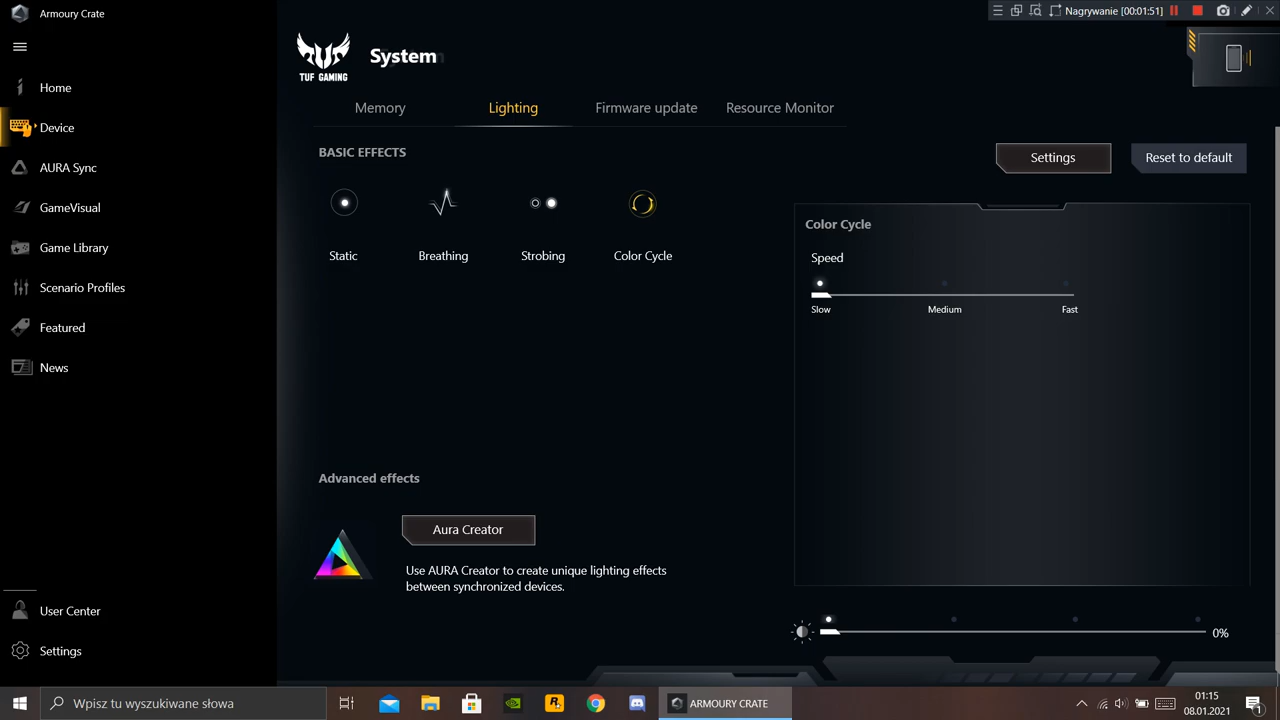 Armoury Crate
Nagrywanie [00:01:51]
Home
Device
AURA Sync
GameVisual
Game Library
Scenario Profiles
Featured
News
User Center
Settings
TUF GAMING
System
Memory Lighting Firmware update Resource Monitor
BASIC EFFECTS
Settings Reset to default
Static Breathing Strobing Color Cycle
Color Cycle
Speed
Slow Medium Fast
Advanced effects
Aura Creator
Use AURA Creator to create unique lighting effects
between synchronized devices.
0%
Wpisz tu wyszukiwane słowo
R
ARMOURY CRATE
01:15
08.01.2021
1